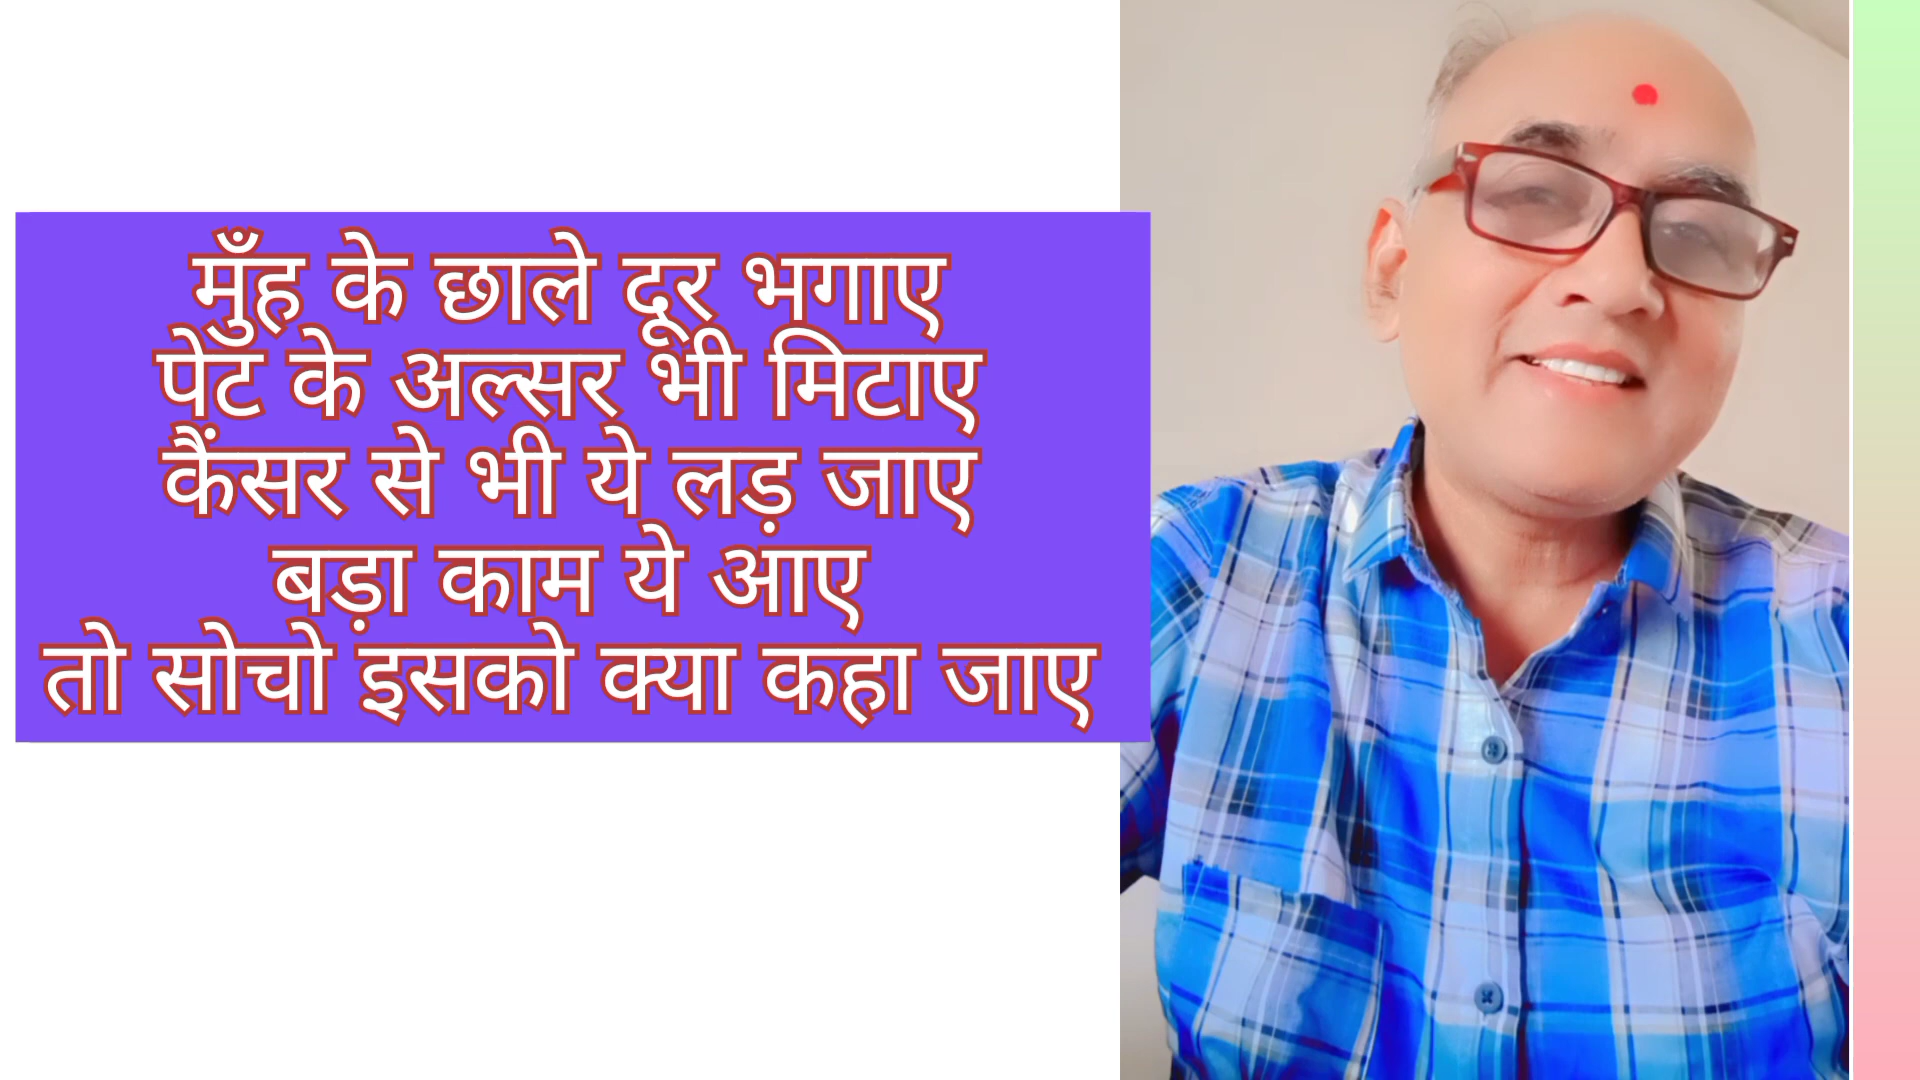 मुँह के छाले दूर भगाए
पेट के अल्सर भी मिटाए
कैंसर से भी ये लड़ जाए
बड़ा काम ये आए
तो सोचो इसको क्या कहा जाए